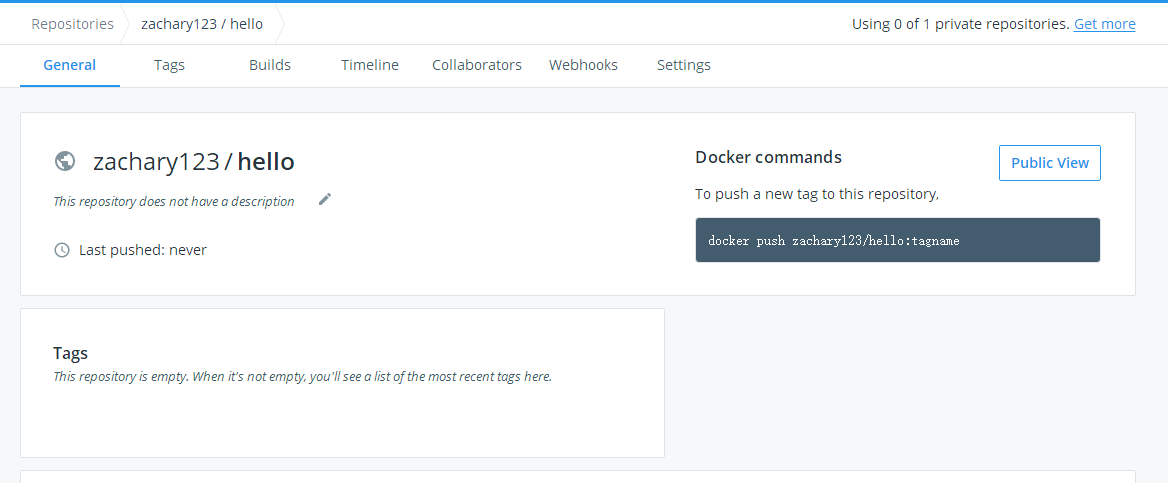 Repositories zachary123 / hello Using 0 of 1 private repositories. Get more
General Tags Builds Timeline Collaborators Webhooks Settings
zachary123 / hello
This repository does not have a description
Last pushed: never
Docker commands
Public View
To push a new tag to this repository,
docker push zachary123/hello:tagname
Tags
This repository is empty. When it's not empty, you'll see a list of the most recent tags here.